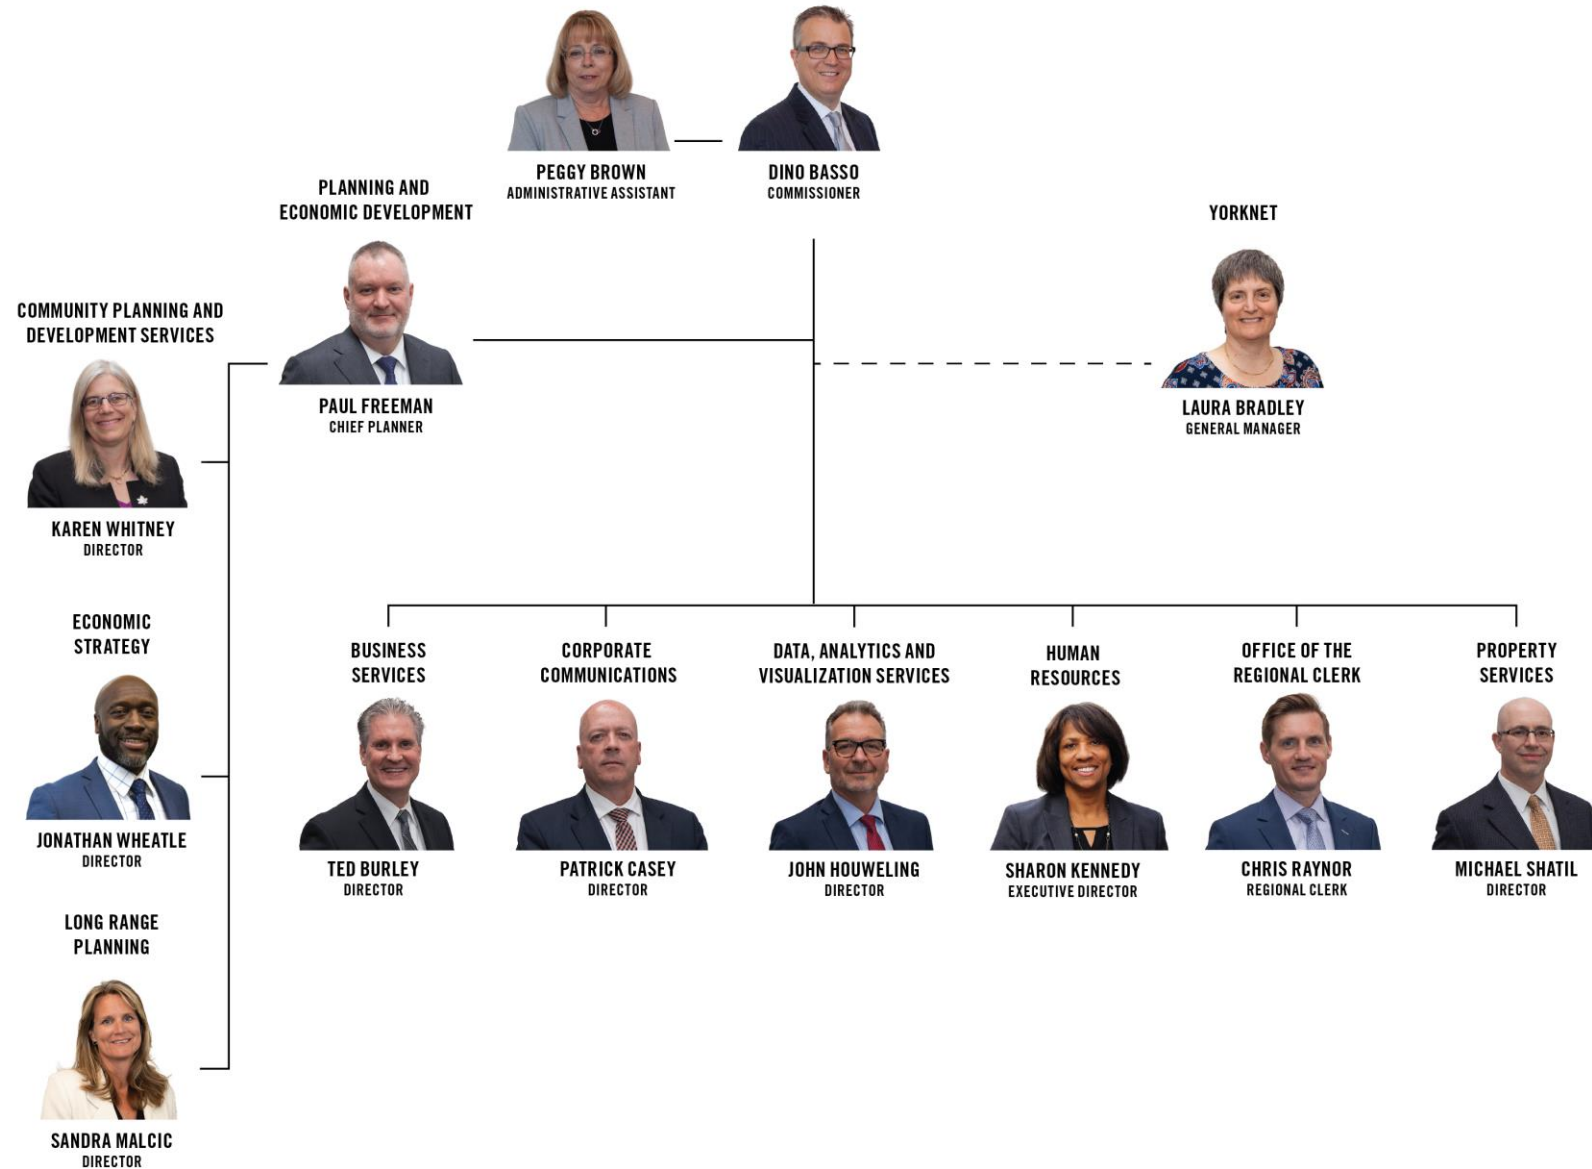 PEGGY BROWN
ADMINISTRATIVE ASSISTANT
DINO BASSO
COMMISSIONER
PLANNING AND
ECONOMIC DEVELOPMENT
PAUL FREEMAN
CHIEF PLANNER
YORKNET
LAURA BRADLEY
GENERAL MANAGER
COMMUNITY PLANNING AND
DEVELOPMENT SERVICES
KAREN WHITNEY
DIRECTOR
ECONOMIC
STRATEGY
JONATHAN WHEATLE
DIRECTOR
LONG RANGE
PLANNING
SANDRA MALCIC
DIRECTOR
BUSINESS
SERVICES
TED BURLEY
DIRECTOR
CORPORATE
COMMUNICATIONS
PATRICK CASEY
DIRECTOR
DATA, ANALYTICS AND
VISUALIZATION SERVICES
JOHN HOUWELING
DIRECTOR
HUMAN
RESOURCES
SHARON KENNEDY
EXECUTIVE DIRECTOR
OFFICE OF THE
REGIONAL CLERK
CHRIS RAYNOR
REGIONAL CLERK
PROPERTY
SERVICES
MICHAEL SHATIL
DIRECTOR